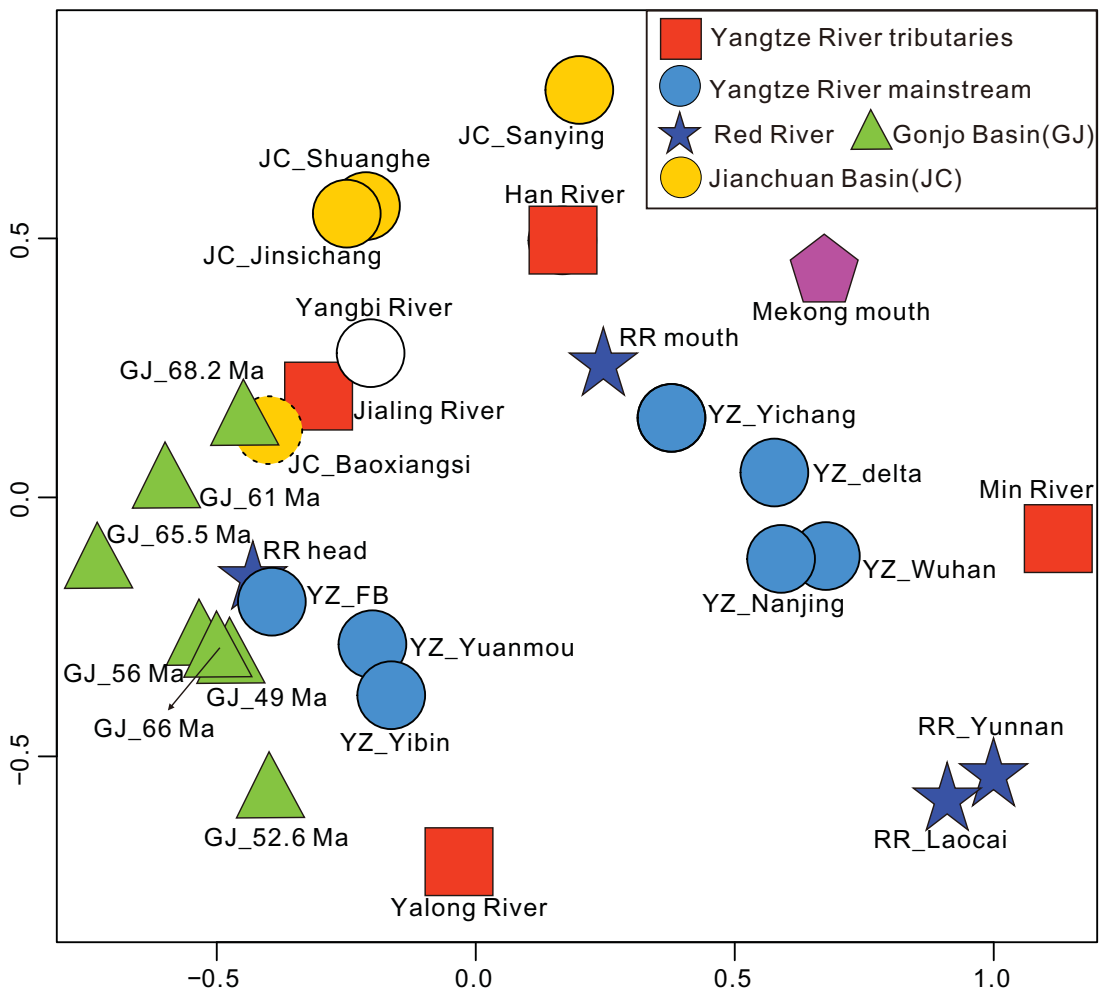 Yangtze River tributaries
Yangtze River mainstream
Red River
Gonjo Basin(GJ)
Jianchuan Basin(JC)
JC_Sanying
JC_Shuanghe
Han River
JC_Jinsichang
0.5
Mekong mouth
Yangbi River
RR mouth
GJ_68.2 Ma
Jialing River
YZ_Yichang
JC_Baoxiangsi
YZ_delta
Min River
GJ_61 Ma
0.0
GJ_65.5 Ma
RR head
YZ_Wuhan
YZ_FB
YZ_Nanjing
YZ_Yuanmou
GJ_56 Ma
GJ_49 Ma
GJ_66 Ma
YZ_Yibin
RR_Yunnan
−0.5
GJ_52.6 Ma
RR_Laocai
Yalong River
−0.5
0.0
0.5
1.0